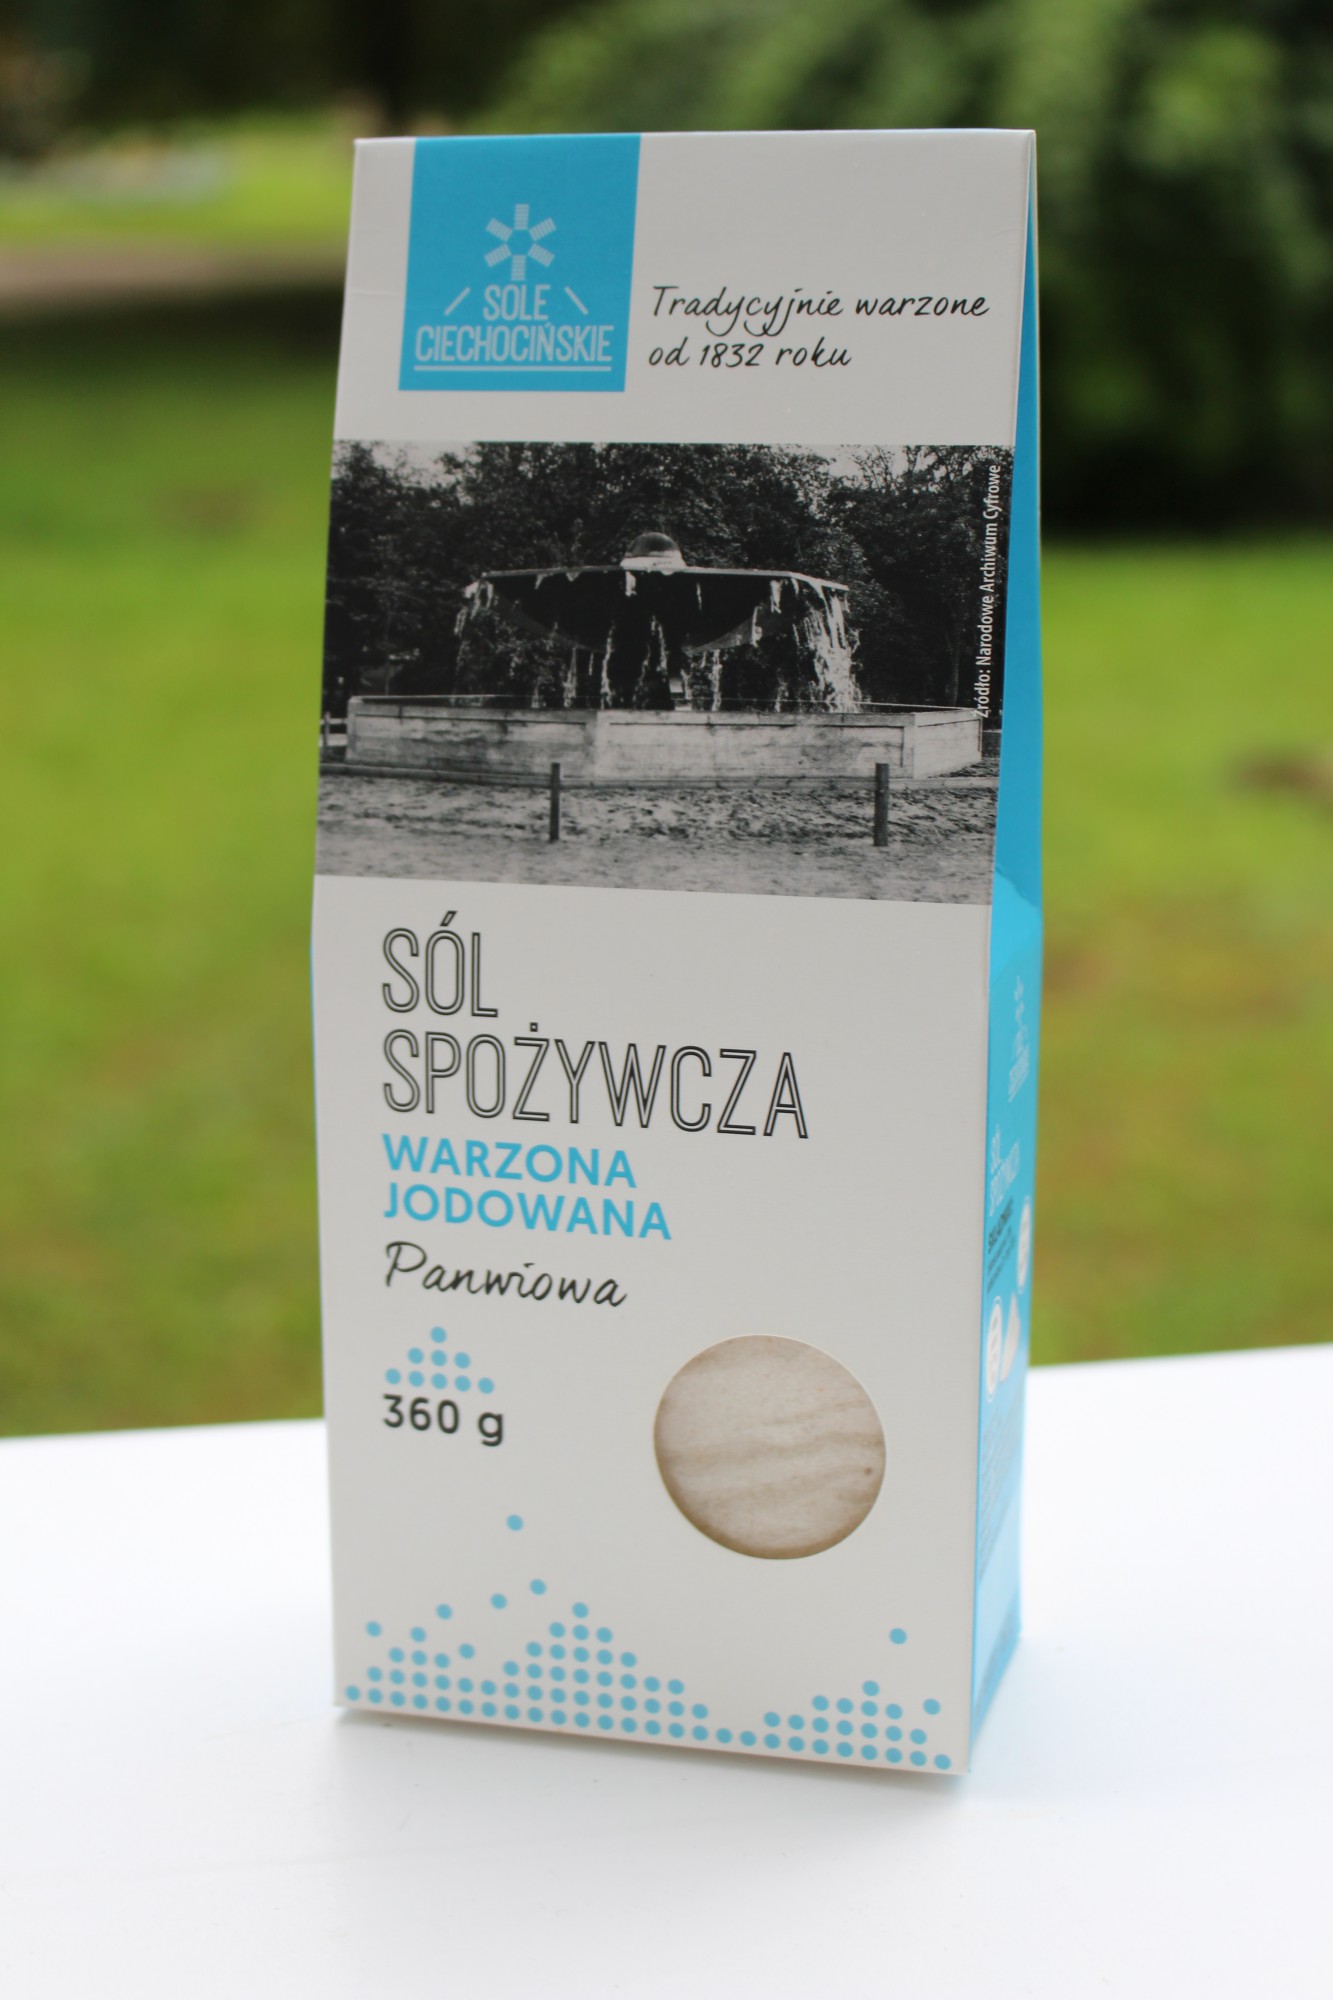 SOLE
CIECHOCIŃSKIE
Tradycyjnie warzone
od 1832 roku
Źródło: Narodowe Archiwum Cyfrowe
SÓL
SPOŻYWCZA
WARZONA
JODOWANA
Panwiowa
360 g